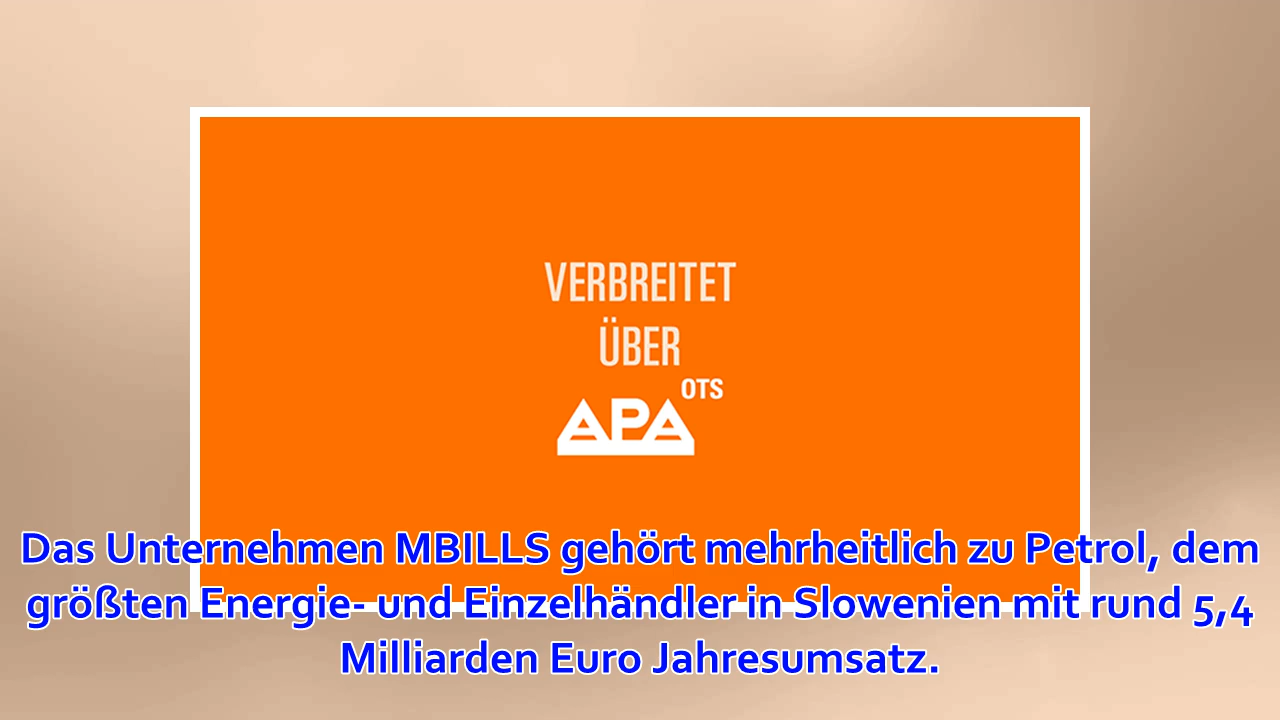 VERBREITET
ÜBER
OTS
APA
Das Unternehmen MBILLS gehört mehrheitlich zu Petrol, dem
größten Energie- und Einzelhändler in Slowenien mit rund 5,4
Milliarden Euro Jahresumsatz.